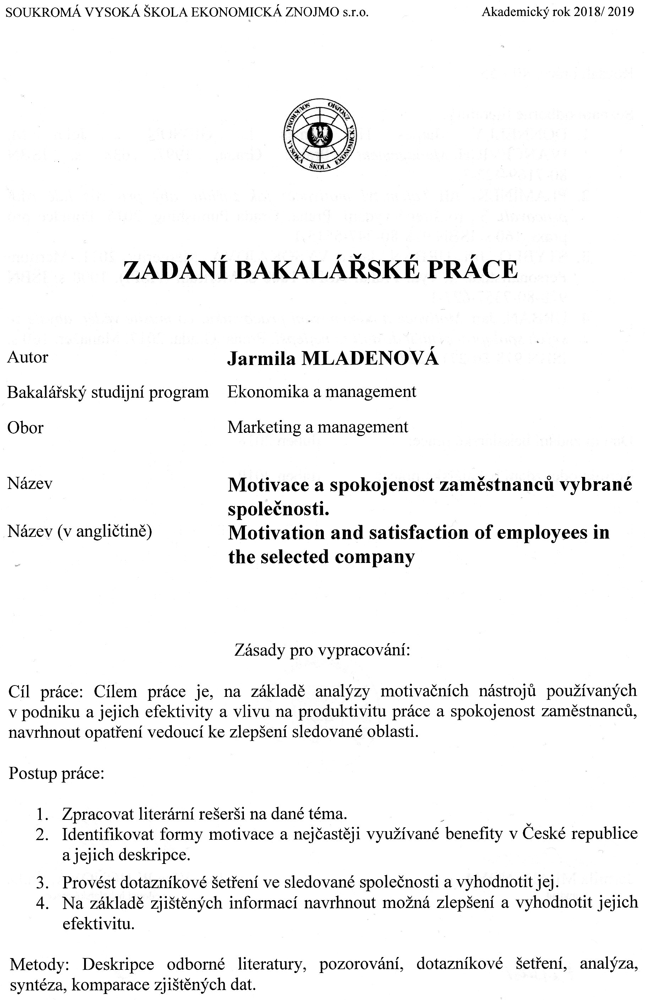 SOUKROMÁ VYSOKÁ ŠKOLA EKONOMICKÁ ZNOJMO s.r.o. Akademický rok 2018/ 2019
SOUKROMÁ VYSOKÁ ŠKOLA EKONOMICKÁ ZNOJMO
ZADÁNÍ BAKALÁŘSKÉ PRÁCE
Autor Jarmila MLADENOVÁ
Bakalářský studijní program Ekonomika a management
Obor Marketing a management
Název Motivace a spokojenost zaměstnanců vybrané
společnosti.
Název (v angličtině) Motivation and satisfaction of employees in
the selected company
Zásady pro vypracování:
Cíl práce: Cílem práce je, na základě analýzy motivačních nástrojů používaných
v podniku a jejich efektivity a vlivu na produktivitu práce a spokojenost zaměstnanců,
navrhnout opatření vedoucí ke zlepšení sledované oblasti.
Postup práce:
1. Zpracovat literární rešerši na dané téma.
2. Identifikovat formy motivace a nejčastěji využívané benefity v České republice
a jejich deskripce.
3. Provést dotazníkové šetření ve sledované společnosti a vyhodnotit jej.
4. Na základě zjištěných informací navrhnout možná zlepšení a vyhodnotit jejich
efektivitu.
Metody: Deskripce odborné literatury, pozorování, dotazníkové šetření, analýza,
syntéza, komparace zjištěných dat.